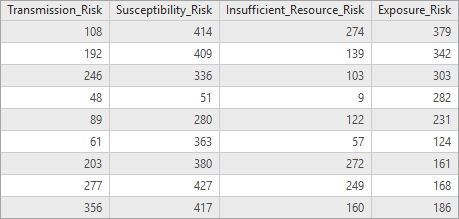 Transmission_Risk Susceptibility_Risk Insufficient_Resource_Risk Exposure_Risk
108 414 274 379
192 409 139 342
246 336 103 303
48 51 9 282
89 280 122 231
61 363 57 124
203 380 272 161
277 427 249 168
356 417 160 186